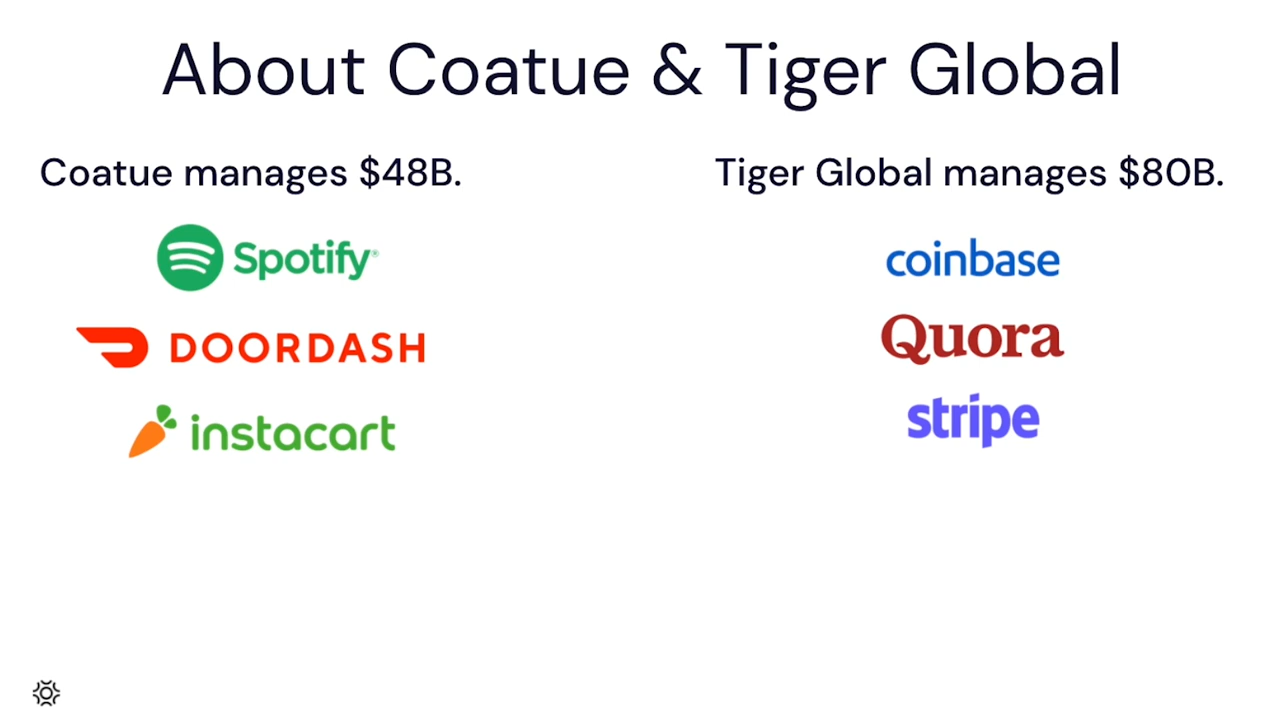 About Coatue & Tiger Global
Coatue manages $48B.
Spotify®
DOORDASH
instacart
Tiger Global manages $80B.
coinbase
Quora
stripe